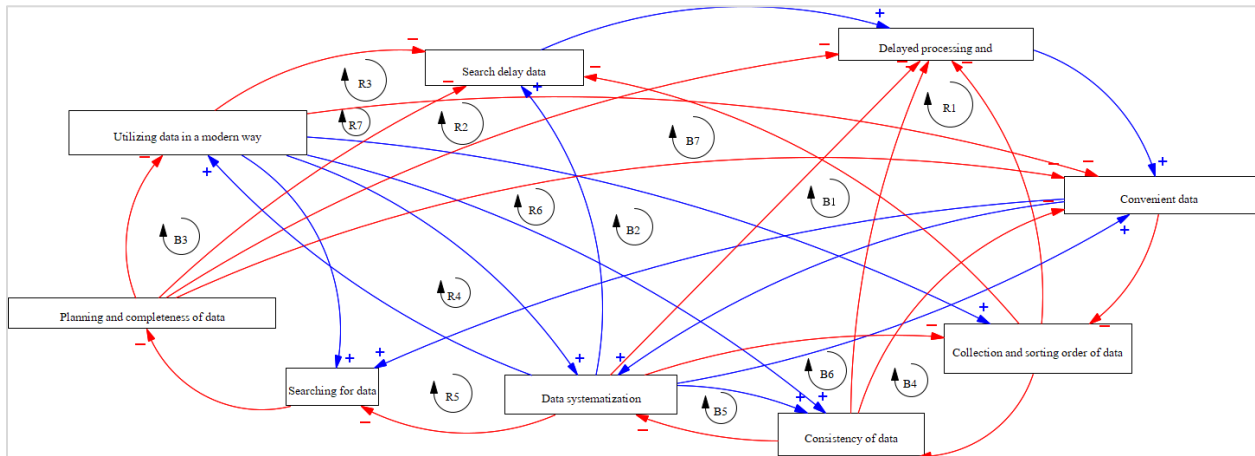 Search delay data
Delayed processing and
Utilizing data in a modern way
Convenient data
Planning and completeness of data
Collection and sorting order of data
Searching for data
Data systematization
Consistency of data
R3
R7
R2
R1
B7
R6
B1
B2
B3
R4
R5
B5
B6
B4